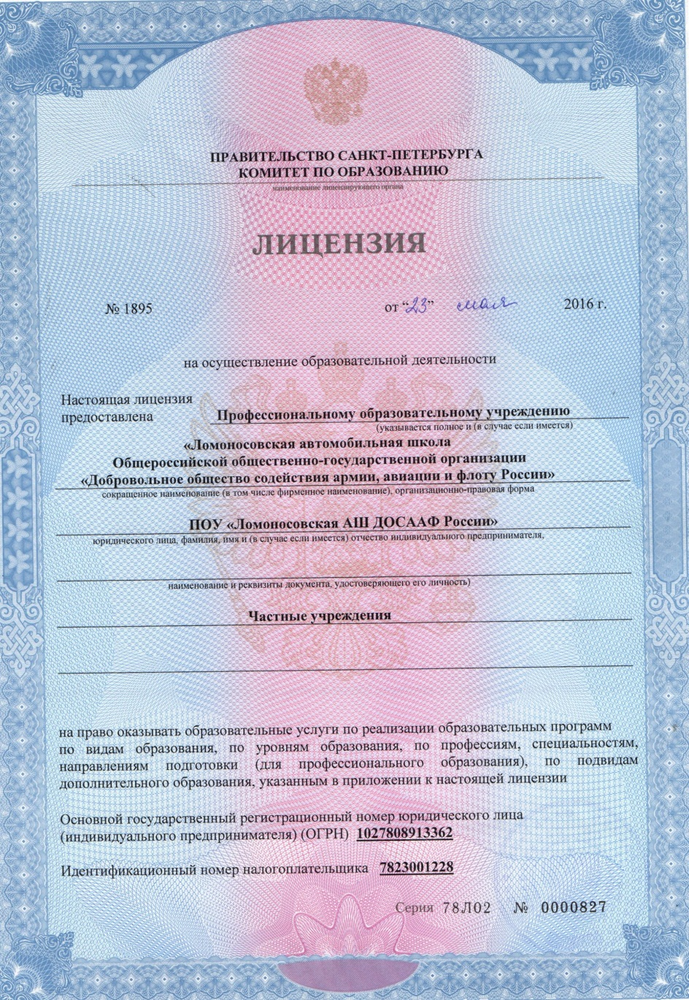 ПРАВИТЕЛЬСТВО САНКТ-ПЕТЕРБУРГА
КОМИТЕТ ПО ОБРАЗОВАНИЮ
наименование лицензирующего органа
ЛИЦЕНЗИЯ
№ 1895 от “23” мая 2016 г.
на осуществление образовательной деятельности
Настоящая лицензия
предоставлена Профессиональному образовательному учреждению
(указывается полное и (в случае если имеется)
«Ломоносовская автомобильная школа
Общероссийской общественно-государственной организации
«Добровольное общество содействия армии, авиации и флоту России»
сокращенное наименование (в том числе фирменное наименование), организационно-правовая форма
ПОУ «Ломоносовская АШ ДОСААФ России»
юридического лица, фамилия, имя и (в случае если имеется) отчество индивидуального предпринимателя,
наименование и реквизиты документа, удостоверяющего его личность)
Частные учреждения
на право оказывать образовательные услуги по реализации образовательных программ
по видам образования, по уровням образования, по профессиям, специальностям,
направлениям подготовки (для профессионального образования), по подвидам
дополнительного образования, указанным в приложении к настоящей лицензии
Основной государственный регистрационный номер юридического лица
(индивидуального предпринимателя) (ОГРН) 1027808913362
Идентификационный номер налогоплательщика 7823001228
Серия 78Л02 № 0000827